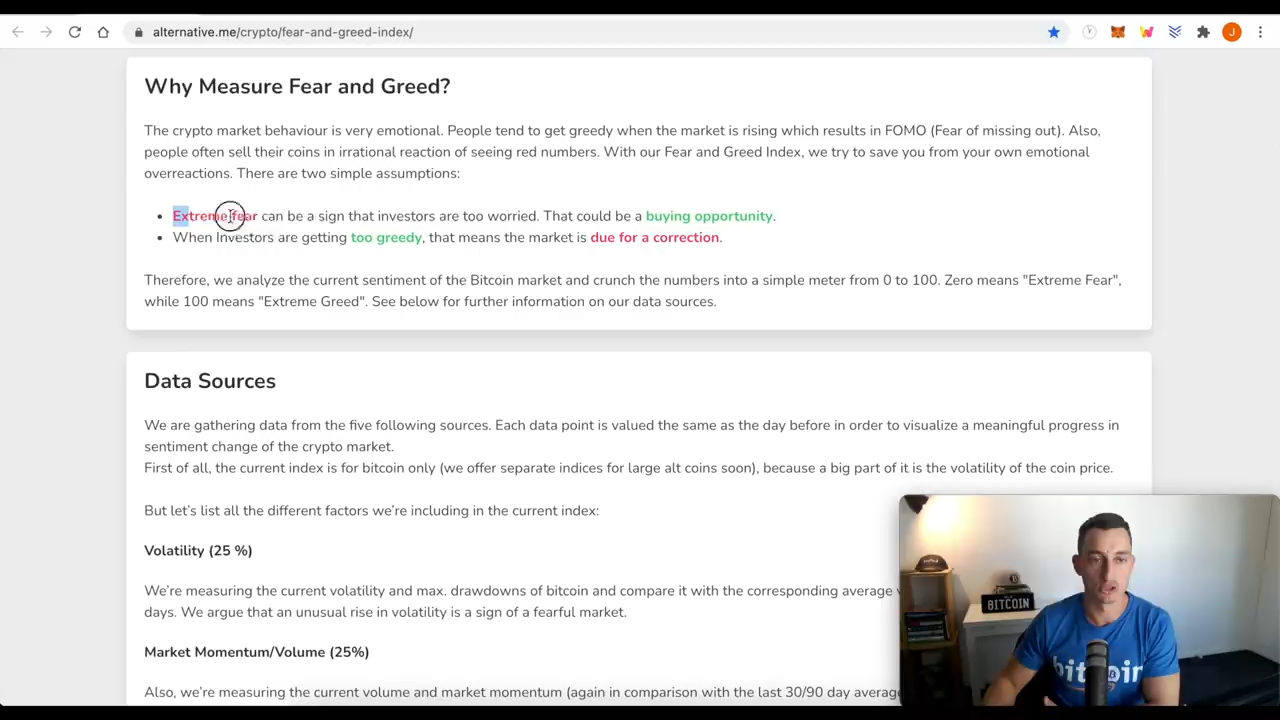 alternative.me/crypto/fear-and-greed-index/
J
Why Measure Fear and Greed?
The crypto market behaviour is very emotional. People tend to get greedy when the market is rising which results in FOMO (Fear of missing out). Also,
people often sell their coins in irrational reaction of seeing red numbers. With our Fear and Greed Index, we try to save you from your own emotional
overreactions. There are two simple assumptions:
• Extreme fear can be a sign that investors are too worried. That could be a buying opportunity.
• When Investors are getting too greedy, that means the market is due for a correction.
Therefore, we analyze the current sentiment of the Bitcoin market and crunch the numbers into a simple meter from 0 to 100. Zero means "Extreme Fear",
while 100 means "Extreme Greed". See below for further information on our data sources.
Data Sources
We are gathering data from the five following sources. Each data point is valued the same as the day before in order to visualize a meaningful progress in
sentiment change of the crypto market.
First of all, the current index is for bitcoin only (we offer separate indices for large alt coins soon), because a big part of it is the volatility of the coin price.
But let’s list all the different factors we’re including in the current index:
Volatility (25 %)
We’re measuring the current volatility and max. drawdowns of bitcoin and compare it with the corresponding average
days. We argue that an unusual rise in volatility is a sign of a fearful market.
Market Momentum/Volume (25%)
Also, we’re measuring the current volume and market momentum (again in comparison with the last 30/90 day average
BITCOIN
bitcoin